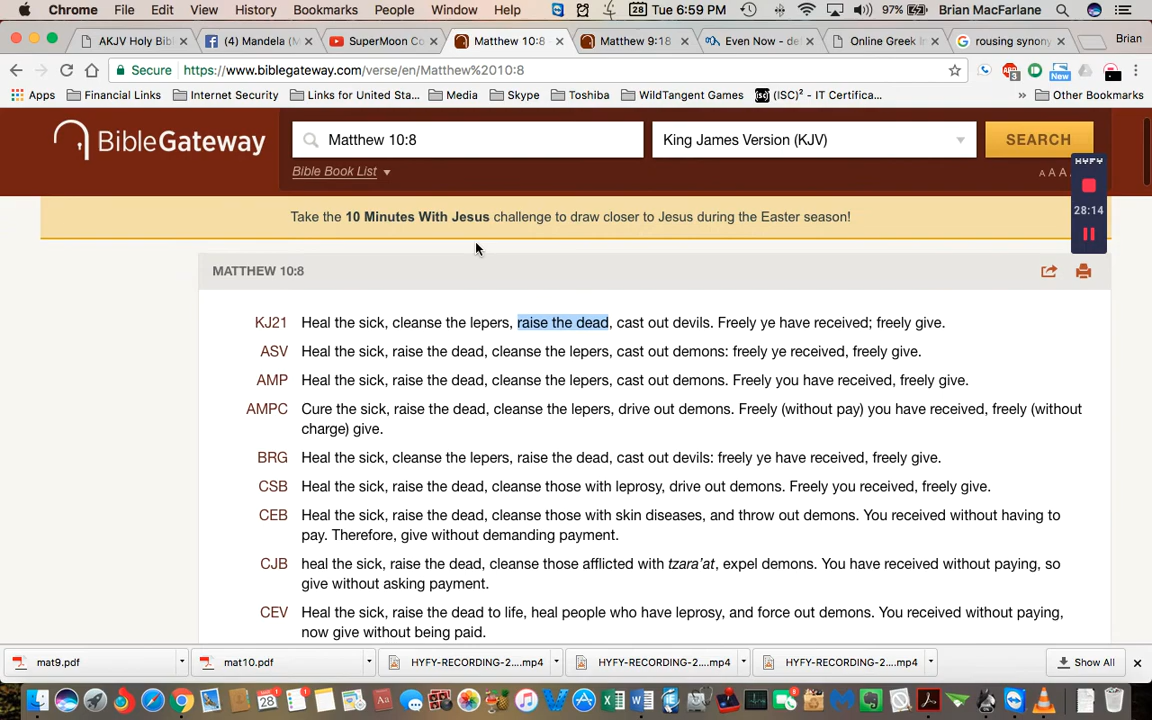 Chrome File Edit View History Bookmarks People Window Help 28 Tue 6:59 PM 97% Brian MacFarlane
AKJV Holy Bibl (4) Mandela (M SuperMoon Co Matthew 10:8 Matthew 9:18 Even Now - del Online Greek In rousing synony Brian
Secure https://www.biblegateway.com/verse/en/Matthew%2010:8 3 New
Apps Financial Links Internet Security Links for United Sta... Media Skype Toshiba WildTangent Games (ISC)² - IT Certifica... » Other Bookmarks
BibleGateway Matthew 10:8 King James Version (KJV) SEARCH
Bible Book List A A A
HYFY
28:14
Take the 10 Minutes With Jesus challenge to draw closer to Jesus during the Easter season!
MATTHEW 10:8
KJ21 Heal the sick, cleanse the lepers, raise the dead, cast out devils. Freely ye have received; freely give.
ASV Heal the sick, raise the dead, cleanse the lepers, cast out demons: freely ye received, freely give.
AMP Heal the sick, raise the dead, cleanse the lepers, cast out demons. Freely you have received, freely give.
AMPC Cure the sick, raise the dead, cleanse the lepers, drive out demons. Freely (without pay) you have received, freely (without
charge) give.
BRG Heal the sick, cleanse the lepers, raise the dead, cast out devils: freely ye have received, freely give.
CSB Heal the sick, raise the dead, cleanse those with leprosy, drive out demons. Freely you received, freely give.
CEB Heal the sick, raise the dead, cleanse those with skin diseases, and throw out demons. You received without having to
pay. Therefore, give without demanding payment.
CJB heal the sick, raise the dead, cleanse those afflicted with tzara'at, expel demons. You have received without paying, so
give without asking payment.
CEV Heal the sick, raise the dead to life, heal people who have leprosy, and force out demons. You received without paying,
now give without being paid.
mat9.pdf mat10.pdf HYFY-RECORDING-2....mp4 HYFY-RECORDING-2....mp4 HYFY-RECORDING-2....mp4 Show All